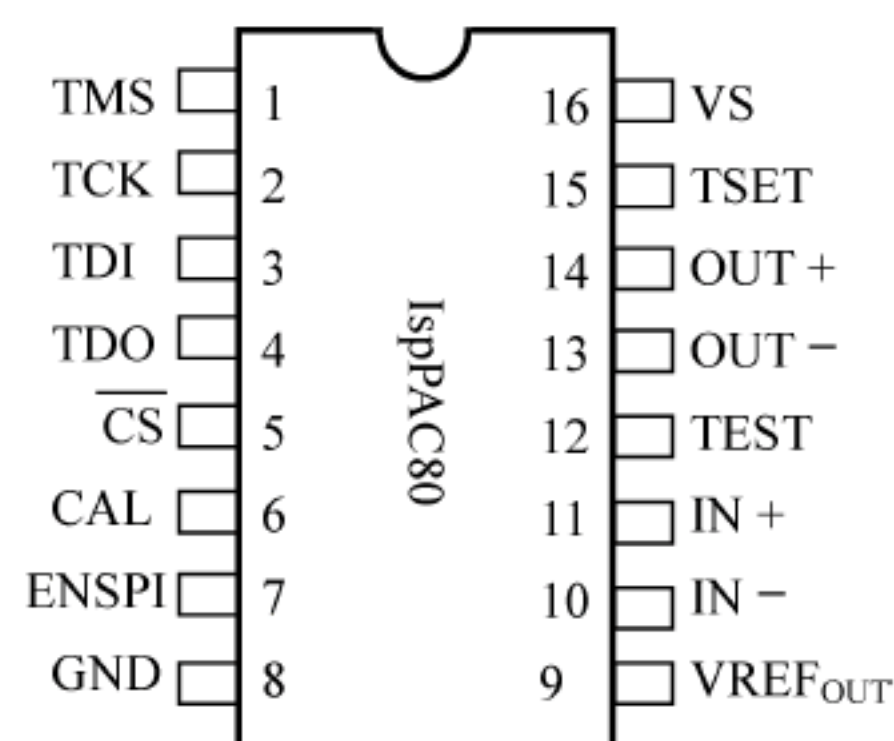 TMS 1 16 VS
TCK 2 15 TSET
TDI 3 14 OUT +
TDO 4 13 OUT −
C̅S̅ 5 12 TEST
CAL 6 11 IN +
ENSPI 7 10 IN −
GND 8 9 VREFOUT
IspPAC80